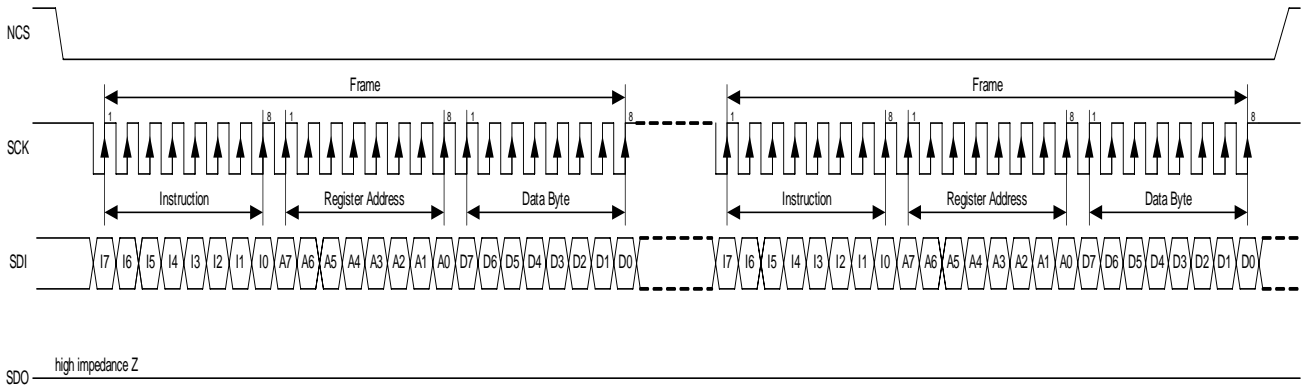 NCS
Frame Frame
1 8 1 8 1 8 1 8 1 8 1 8
SCK
Instruction Register Address Data Byte Instruction Register Address Data Byte
SDI I7 I6 I5 I4 I3 I2 I1 I0 A7 A6 A5 A4 A3 A2 A1 A0 D7 D6 D5 D4 D3 D2 D1 D0 I7 I6 I5 I4 I3 I2 I1 I0 A7 A6 A5 A4 A3 A2 A1 A0 D7 D6 D5 D4 D3 D2 D1 D0
high impedance Z
SDO